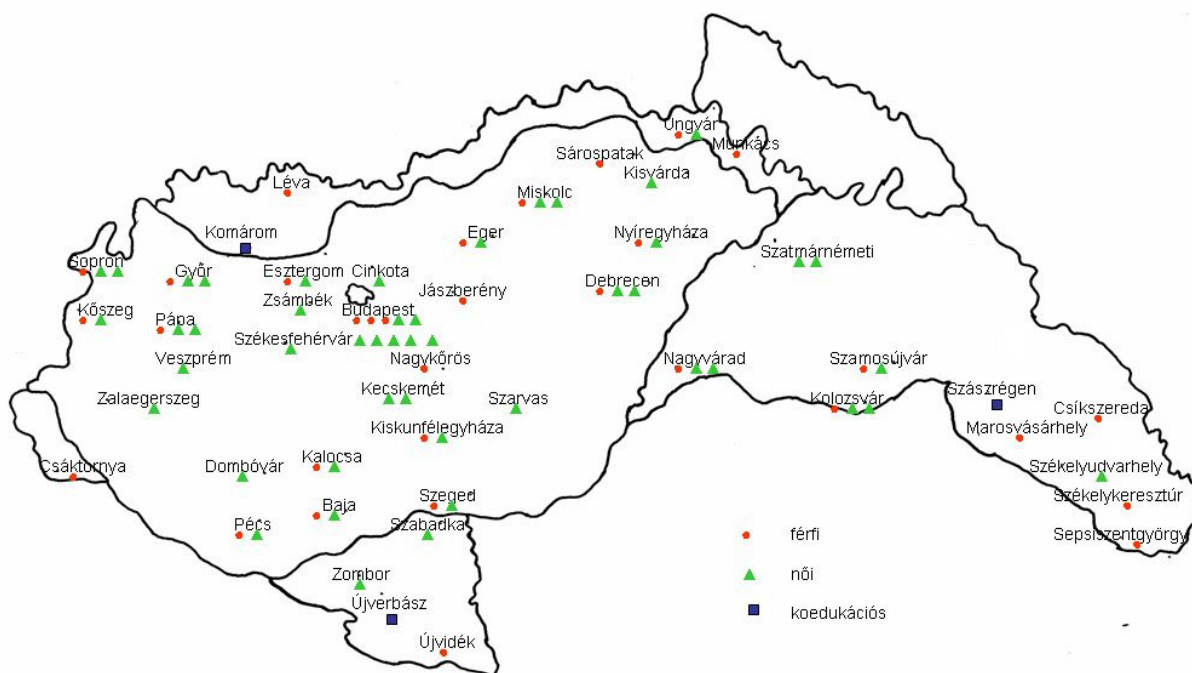 Ungvár
Munkács
Sárospatak
Kisvárda
Léva
Miskolc
Komárom
Eger
Nyíregyháza
Szatmárnémeti
Sopron
Győr
Esztergom
Cinkota
Jászberény
Debrecen
Zsámbék
Kőszeg
Pápa
Budapest
Székesfehérvár
Veszprém
Nagykőrös
Nagyvárad
Szamosújvár
Kecskemét
Szászrégen
Zalaegerszeg
Szarvas
Kolozsvár
Csíkszereda
Kiskunfélegyháza
Marosvásárhely
Csáktornya
Dombóvár
Kalocsa
Székelyudvarhely
Szeged
Székelykeresztúr
Baja
Pécs
Szabadka
férfi
Sepsiszentgyörgy
Zombor
női
Újverbász
koedukációs
Újvidék